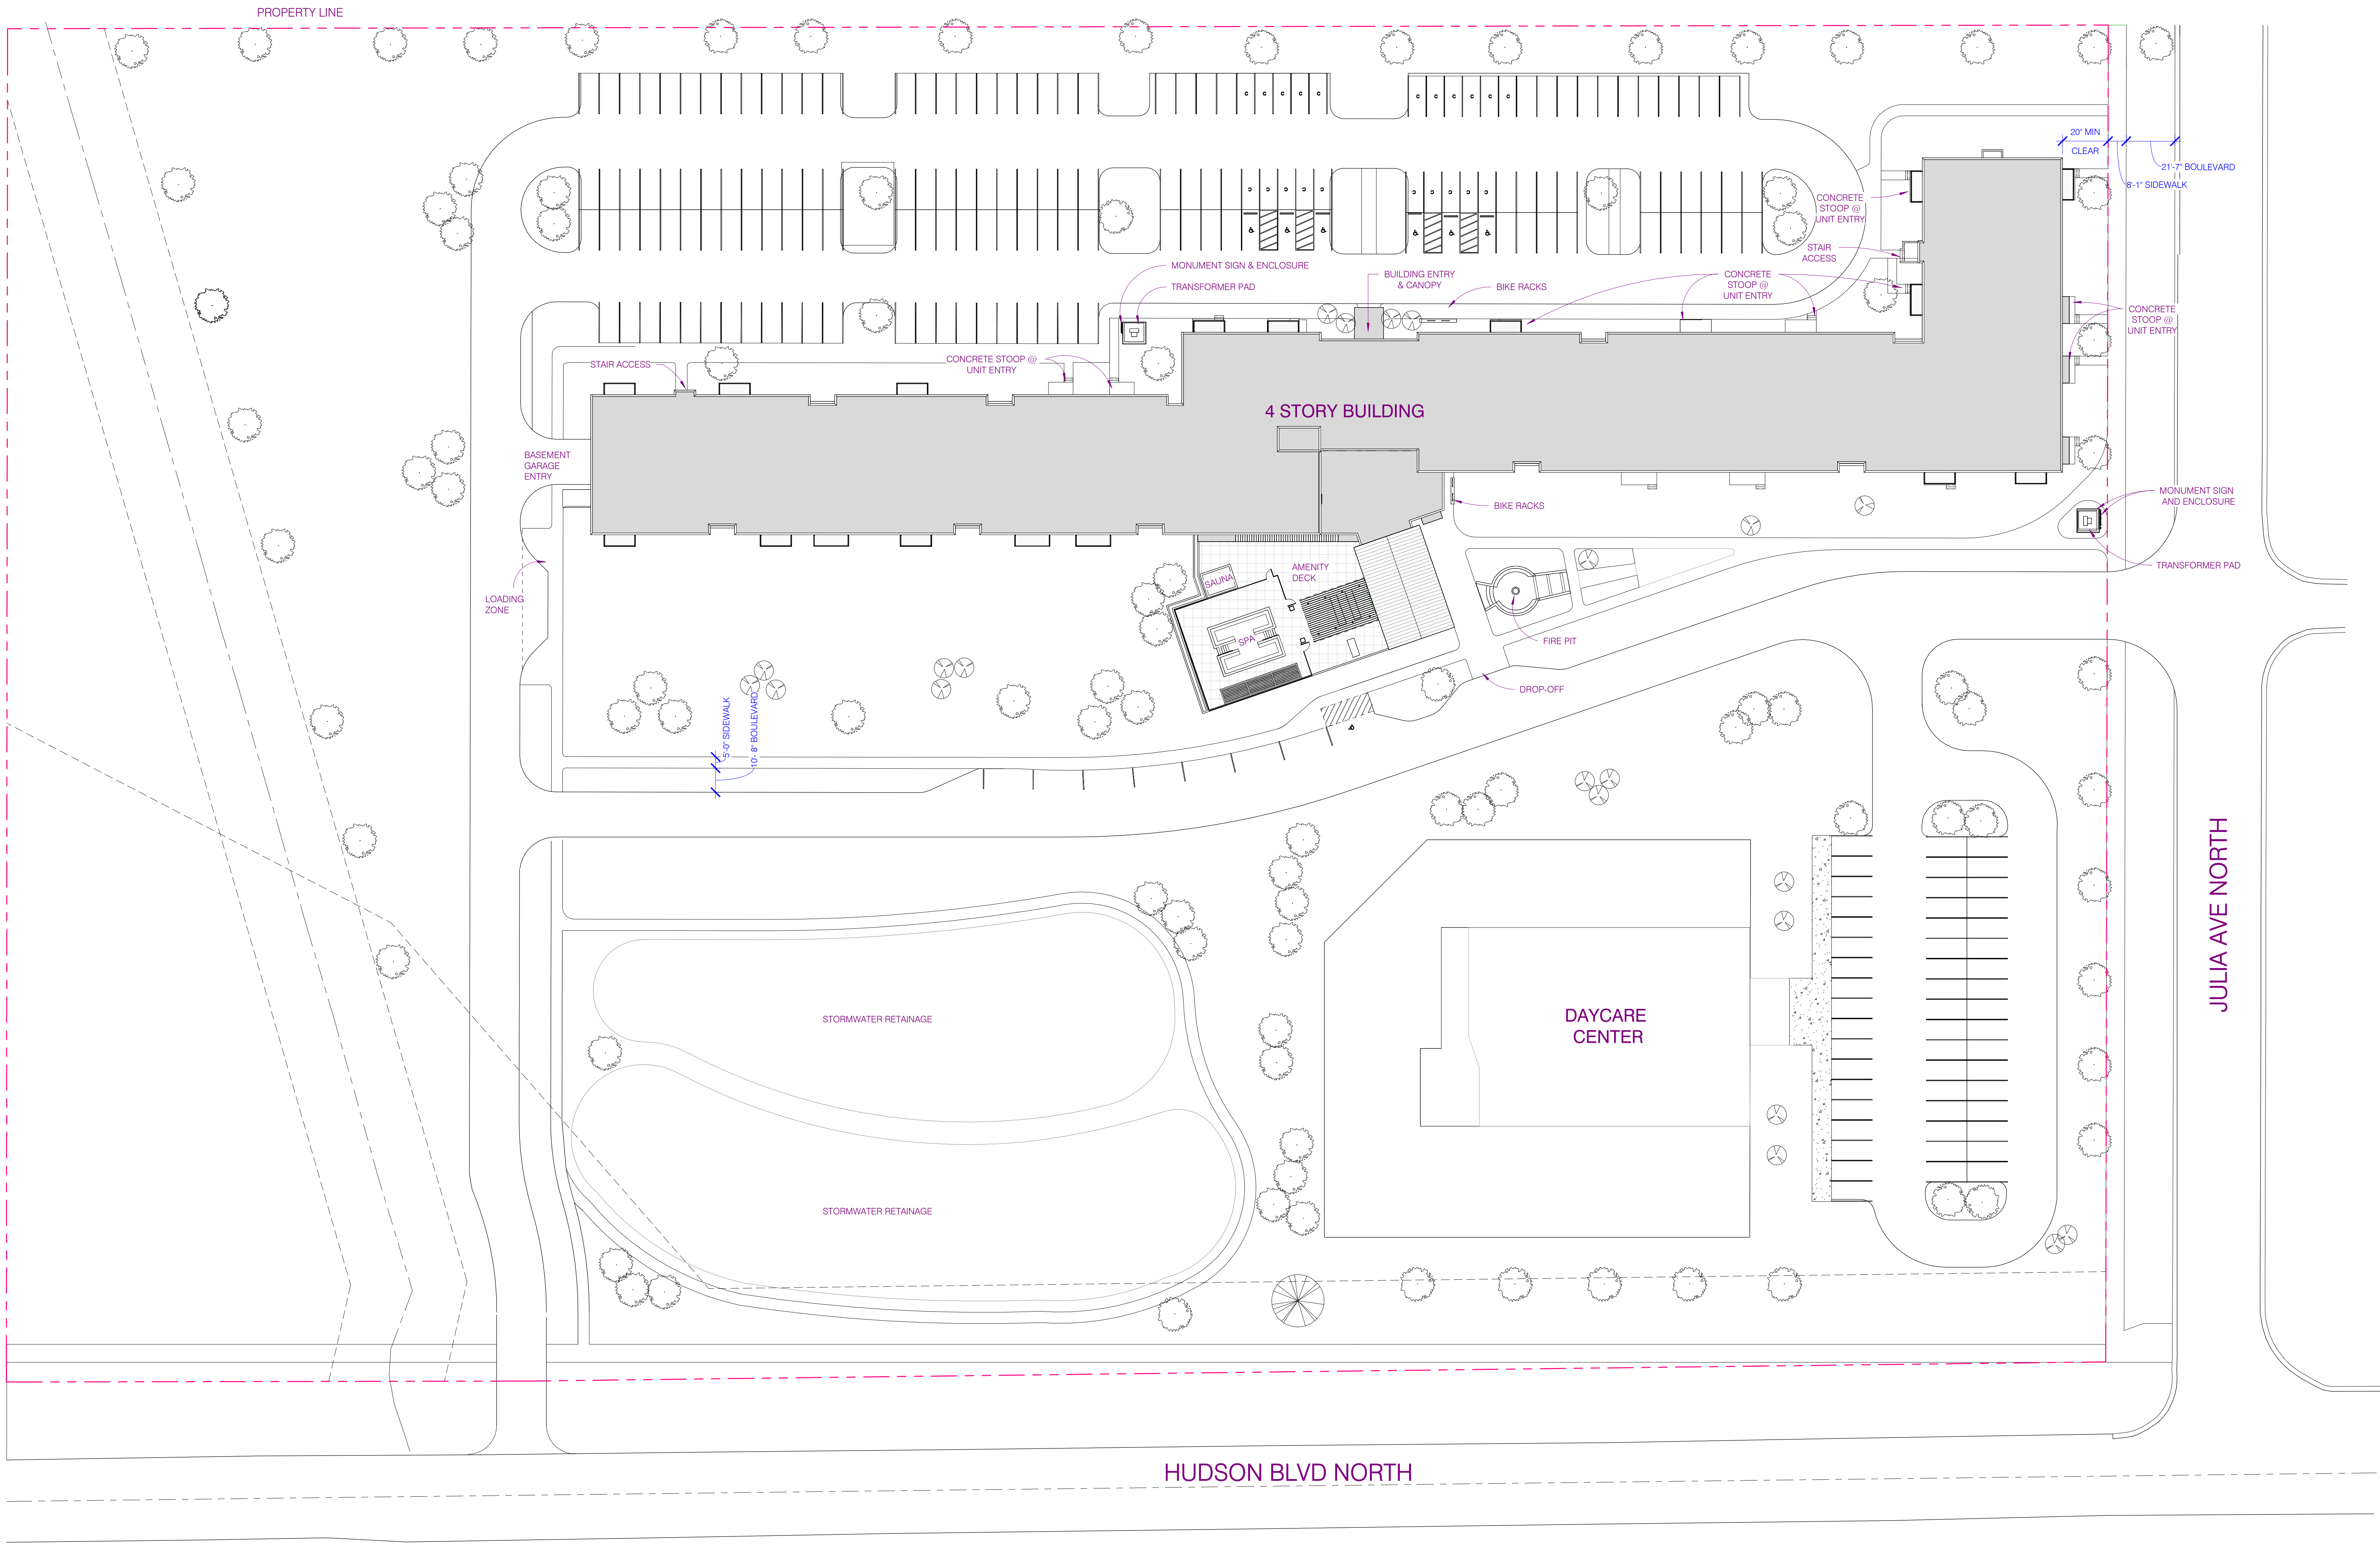 PROPERTY LINE
C C C C C
C C C C C C
20" MIN
CLEAR
21'-7" BOULEVARD
8'-1" SIDEWALK
C C C C C
C C C C C
CONCRETE
STOOP @
UNIT ENTRY
STAIR
ACCESS
MONUMENT SIGN & ENCLOSURE
TRANSFORMER PAD
BUILDING ENTRY
& CANOPY
BIKE RACKS
CONCRETE
STOOP @
UNIT ENTRY
CONCRETE
STOOP @
UNIT ENTRY
STAIR ACCESS
CONCRETE STOOP @
UNIT ENTRY
4 STORY BUILDING
BASEMENT
GARAGE
ENTRY
BIKE RACKS
MONUMENT SIGN
AND ENCLOSURE
TRANSFORMER PAD
LOADING
ZONE
SAUNA
AMENITY
DECK
SPA
FIRE PIT
DROP-OFF
5'-0" SIDEWALK
10'- 8" BOULEVARD
JULIA AVE NORTH
STORMWATER RETAINAGE
DAYCARE
CENTER
STORMWATER RETAINAGE
HUDSON BLVD NORTH